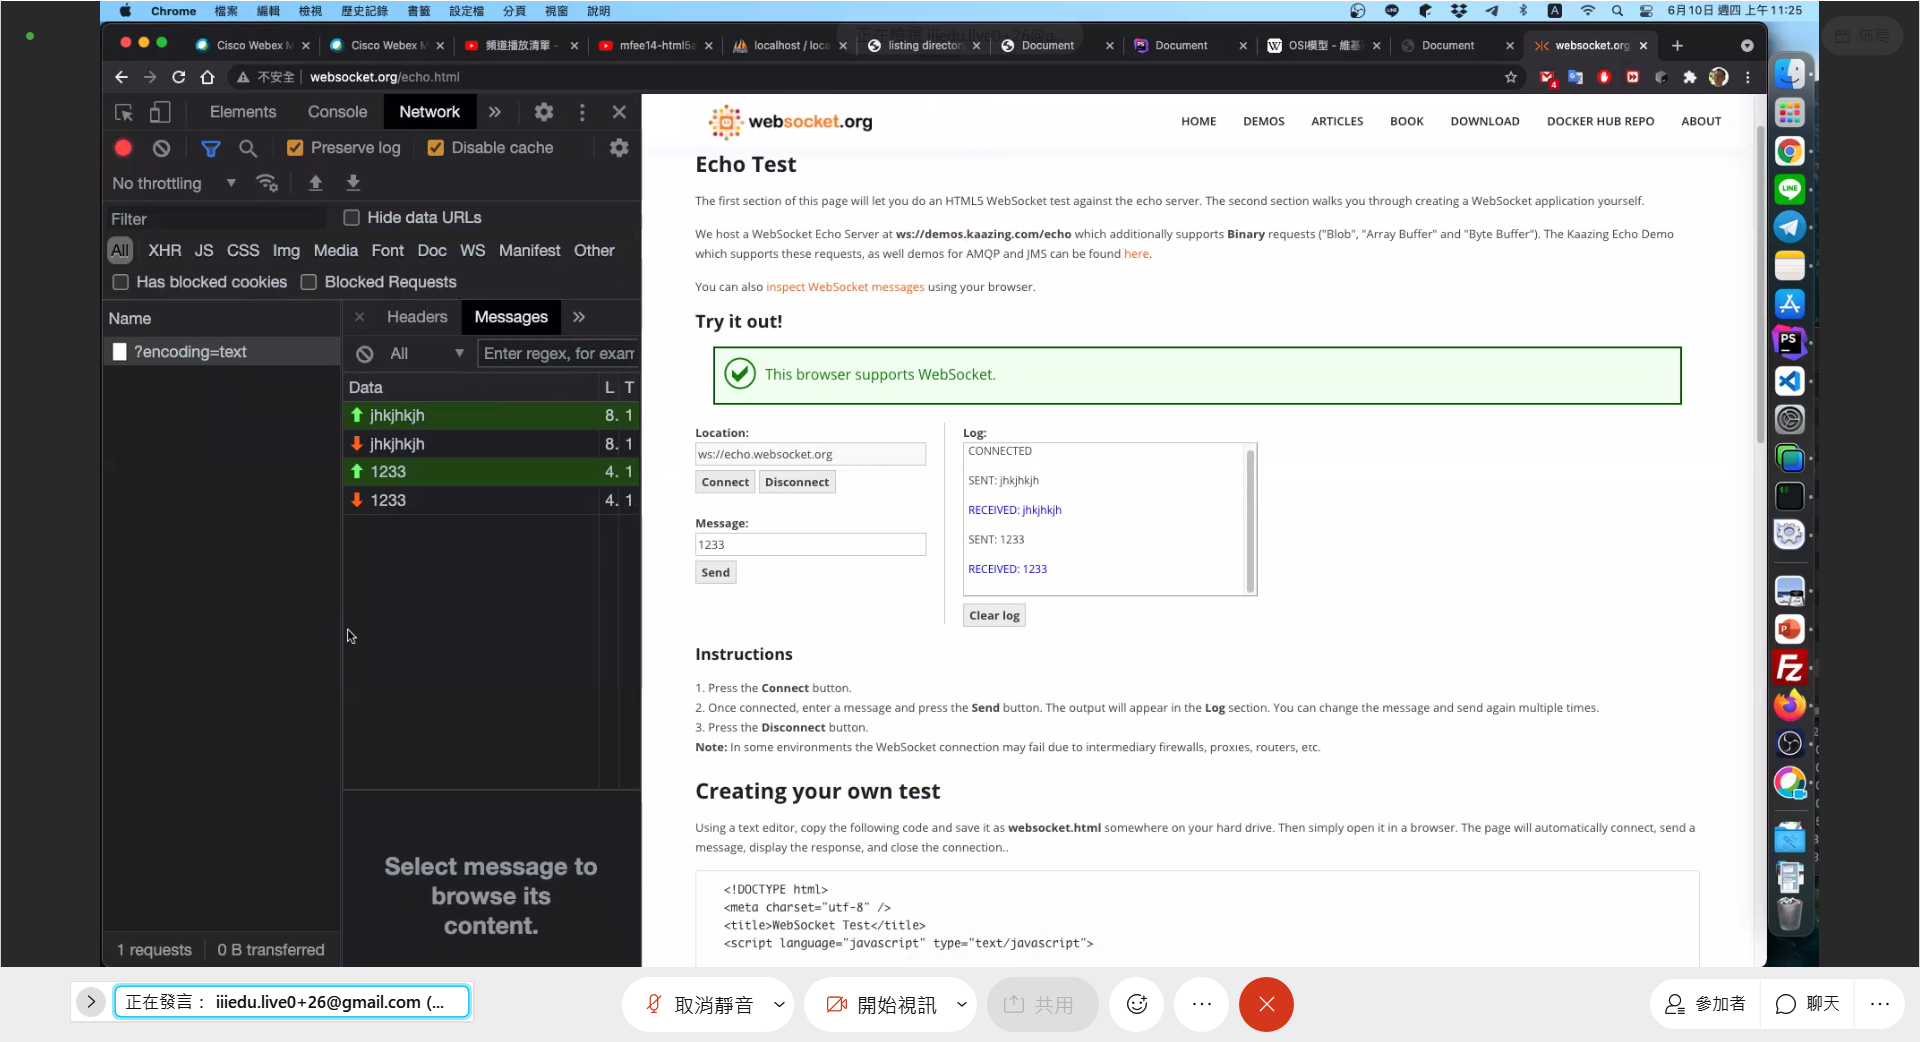 Chrome 檔案 編輯 檢視 歷史記錄 書籤 設定檔 分頁 視窗 說明 6月10日 週四 上午11:25
Cisco Webex M
Cisco Webex M
頻道播放清單 -
mfee14-html5a
localhost / loca
listing director
Document
Document
OSI模型 - 維基
Document
websocket.org
佈局
不安全 websocket.org/echo.html
Elements Console Network
Preserve log Disable cache
No throttling
Filter Hide data URLs
All XHR JS CSS Img Media Font Doc WS Manifest Other
Has blocked cookies Blocked Requests
Name
?encoding=text
Headers Messages
All Enter regex, for exam
Data L T
jhkjhkjh 8. 1
jhkjhkjh 8. 1
1233 4. 1
1233 4. 1
Select message to
browse its
content.
1 requests 0 B transferred
websocket.org
HOME DEMOS ARTICLES BOOK DOWNLOAD DOCKER HUB REPO ABOUT
Echo Test
The first section of this page will let you do an HTML5 WebSocket test against the echo server. The second section walks you through creating a WebSocket application yourself.
We host a WebSocket Echo Server at ws://demos.kaazing.com/echo which additionally supports Binary requests ("Blob", "Array Buffer" and "Byte Buffer"). The Kaazing Echo Demo
which supports these requests, as well demos for AMQP and JMS can be found here.
You can also inspect WebSocket messages using your browser.
Try it out!
This browser supports WebSocket.
Location:
ws://echo.websocket.org
Connect Disconnect
Message:
1233
Send
Log:
CONNECTED
SENT: jhkjhkjh
RECEIVED: jhkjhkjh
SENT: 1233
RECEIVED: 1233
Clear log
Instructions
1. Press the Connect button.
2. Once connected, enter a message and press the Send button. The output will appear in the Log section. You can change the message and send again multiple times.
3. Press the Disconnect button.
Note: In some environments the WebSocket connection may fail due to intermediary firewalls, proxies, routers, etc.
Creating your own test
Using a text editor, copy the following code and save it as websocket.html somewhere on your hard drive. Then simply open it in a browser. The page will automatically connect, send a
message, display the response, and close the connection..
<!DOCTYPE html>
<meta charset="utf-8" />
<title>WebSocket Test</title>
<script language="javascript" type="text/javascript">
正在發言： iiiedu.live0+26@gmail.com (...
取消靜音
開始視訊
共用
參加者
聊天